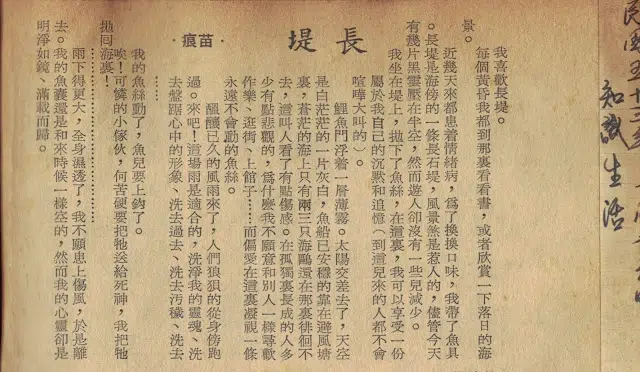 民國五十三年
知識生活
長堤
·苗痕·
我喜歡長堤。
每個黃昏我都到那裏看看書，或者欣賞一下落日的海
景。
近幾天來都患着情緒病，爲了換換口味，我帶了魚具
。長堤是海傍的一條長石堤，風景煞是惹人的，儘管今天
有幾片黑雲壓在半空，然而遊人卻沒有一些兒減少。
我坐在堤上，拋下了魚絲，在這裏，我可以享受一份
屬於我自己的沉默和追憶（到這兒來的人都不會
喧嘩大叫的）。
鯉魚門浮着一層薄霧。太陽交差去了，天空
是白茫茫的一片灰白，魚船已安穩的靠在避風塘
裏，蒼茫的海上只有兩三只海鷗還在那裏徘徊不
去，這叫人看了有點傷感。在孤獨裏長成的人多
少有點悲觀的，爲什麽我不願意和別人一樣尋歡
作樂、逛街、上館子……而偏愛在這裏凝視一條
永遠不會動的魚絲。
醞釀已久的風雨來了，人們狼狽的從身傍跑
過。來吧！這場雨是適合的，洗淨我的靈魂、洗
去盤踞心中的形象、洗去過去、洗去汚穢、洗去
……
我的魚絲動了，魚兒要上鈎了。
唉！可憐的小傢伙，何苦硬要把牠送給死神，我把牠
拋囘海裏！
………………
雨下得更大，全身濕透了，我不願患上傷風，於是離
去。我的魚囊還是和來時候一樣空的，然而我的心靈卻是
明淨如鏡、滿載而歸。